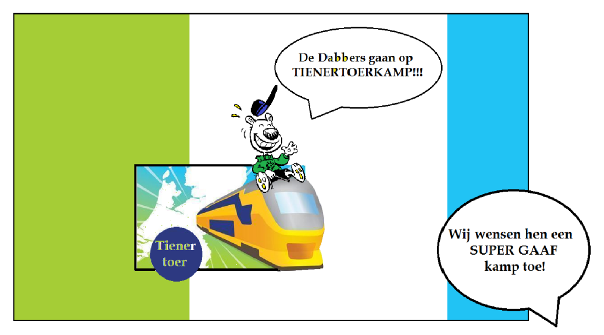 De Dabbers gaan op
TIENERTOERKAMP!!!
Tiener
toer
Wij wensen hen een
SUPER GAAF
kamp toe!